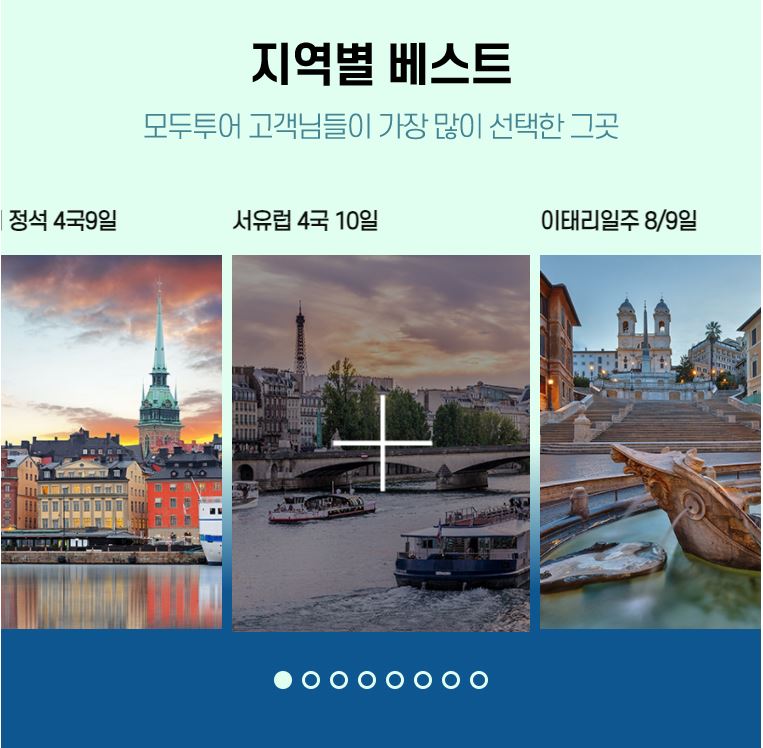 지역별 베스트
모두투어 고객님들이 가장 많이 선택한 그곳
정석 4국9일
서유럽 4국 10일
이태리일주 8/9일